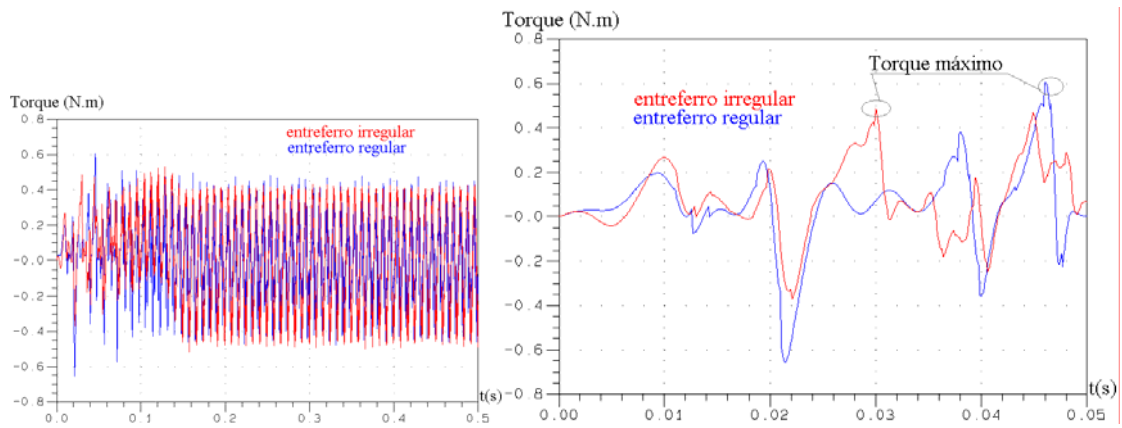 Torque (N.m)
0.8
0.6
0.4
0.2
-0.0
-0.2
-0.4
-0.6
-0.8
entreferro irregular
entreferro regular
t(s)
0.0 0.1 0.2 0.3 0.4 0.5
Torque (N.m)
0.8
0.6
0.4
0.2
-0.0
-0.2
-0.4
-0.6
-0.8
Torque máximo
entreferro irregular
entreferro regular
t(s)
0.00 0.01 0.02 0.03 0.04 0.05